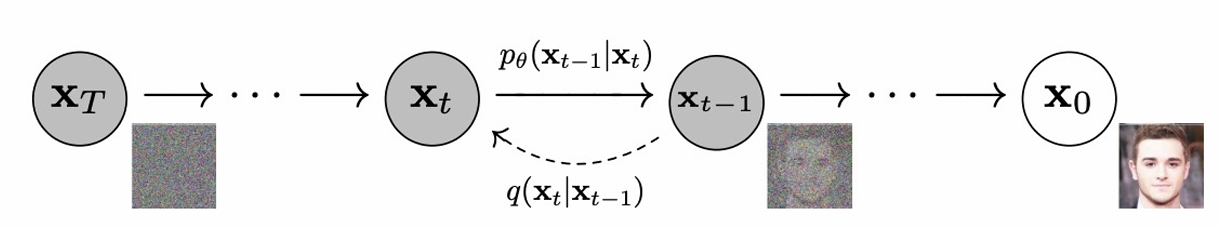 p_θ(x_{t−1}|x_t)
x_T → ··· → x_t → x_{t−1} → ··· → x_0
q(x_t|x_{t−1})